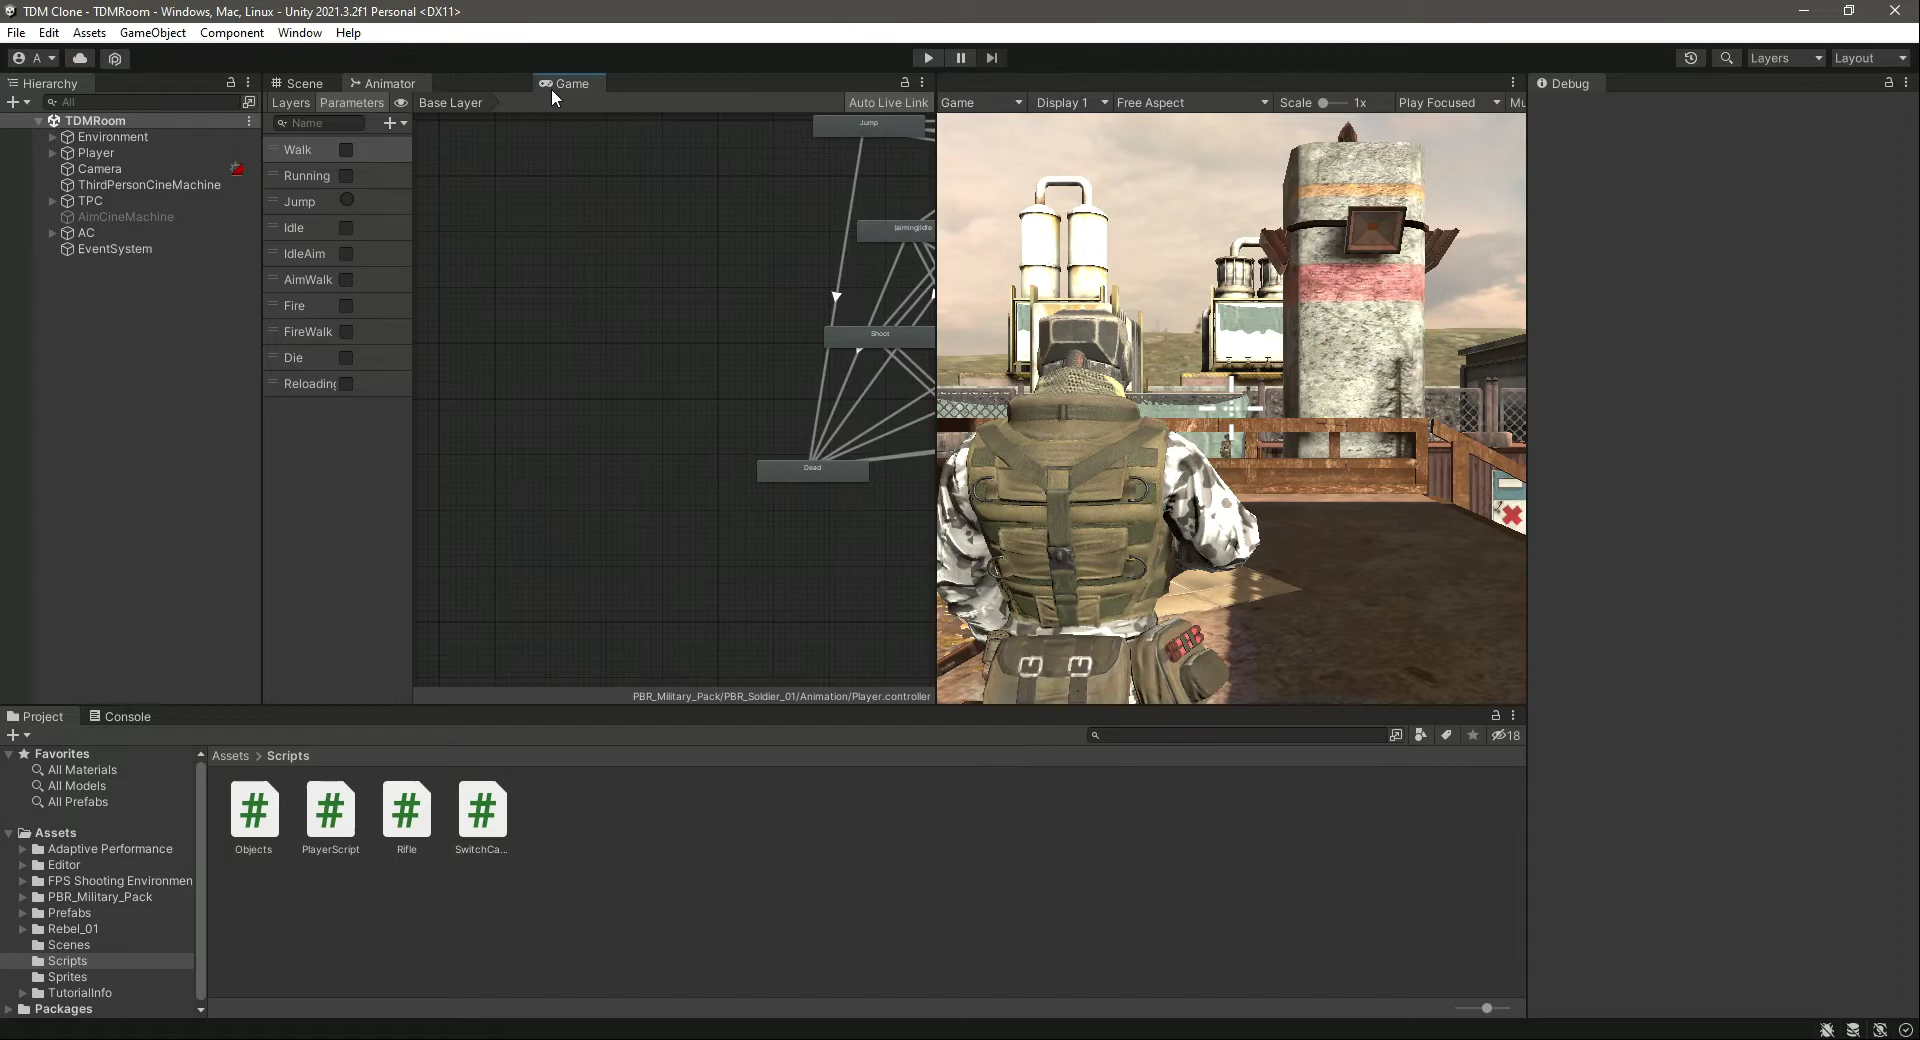 TDM Clone - TDMRoom - Windows, Mac, Linux - Unity 2021.3.2f1 Personal <DX11>
File Edit Assets GameObject Component Window Help
A
Layers
Layout
Hierarchy
Scene
Animator
Game
Debug
All
Layers
Parameters
Base Layer
Auto Live Link
Game
Display 1
Free Aspect
Scale
1x
Play Focused
Mu
TDMRoom
Environment
Player
Camera
ThirdPersonCineMachine
TPC
AimCineMachine
AC
EventSystem
Name
Walk
Running
Jump
Idle
IdleAim
AimWalk
Fire
FireWalk
Die
Reloading
Jump
(aiming)Idle
Shoot
Dead
PBR_Military_Pack/PBR_Soldier_01/Animation/Player.controller
Project
Console
18
Favorites
All Materials
All Models
All Prefabs
Assets
Adaptive Performance
Editor
FPS Shooting Environmen
PBR_Military_Pack
Prefabs
Rebel_01
Scenes
Scripts
Sprites
TutorialInfo
Packages
Assets > Scripts
Objects
PlayerScript
Rifle
SwitchCa...